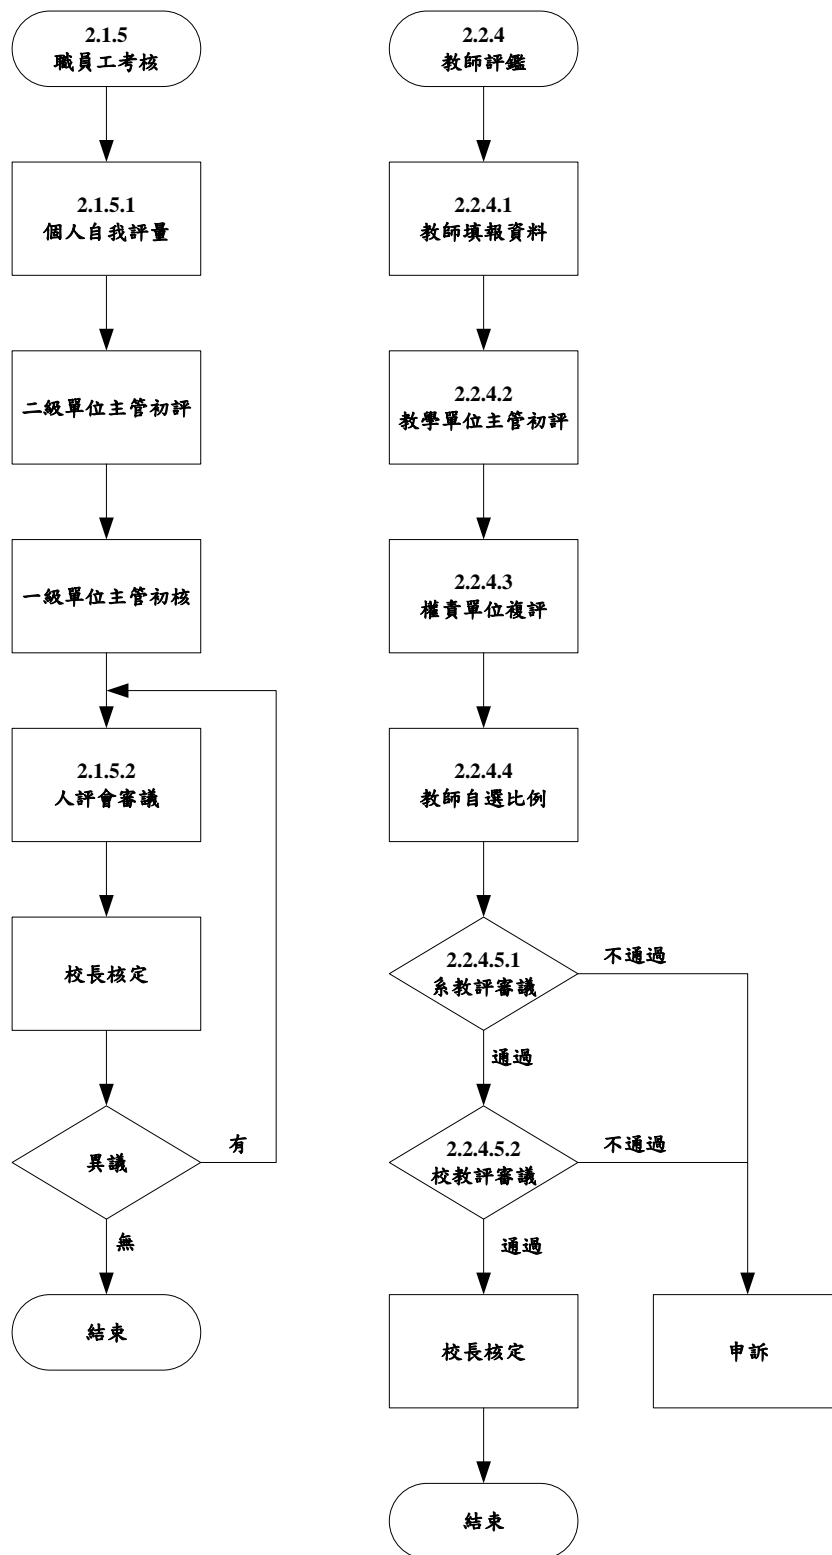 2.1.5
職員工考核
2.1.5.1
個人自我評量
二級單位主管初評
一級單位主管初核
2.1.5.2
人評會審議
校長核定
異議
有
無
結束
2.2.4
教師評鑑
2.2.4.1
教師填報資料
2.2.4.2
教學單位主管初評
2.2.4.3
權責單位複評
2.2.4.4
教師自選比例
2.2.4.5.1
系教評審議
不通過
通過
2.2.4.5.2
校教評審議
不通過
通過
校長核定
申訴
結束